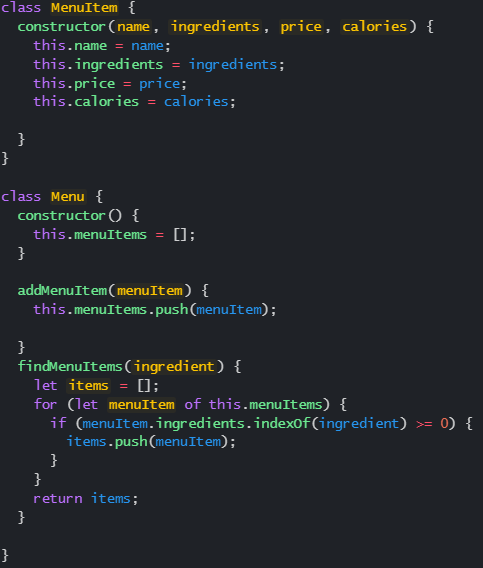 class MenuItem {
  constructor(name, ingredients, price, calories) {
    this.name = name;
    this.ingredients = ingredients;
    this.price = price;
    this.calories = calories;

  }
}

class Menu {
  constructor() {
    this.menuItems = [];
  }

  addMenuItem(menuItem) {
    this.menuItems.push(menuItem);

  }
  findMenuItems(ingredient) {
    let items = [];
    for (let menuItem of this.menuItems) {
      if (menuItem.ingredients.indexOf(ingredient) >= 0) {
        items.push(menuItem);
      }
    }
    return items;
  }

}